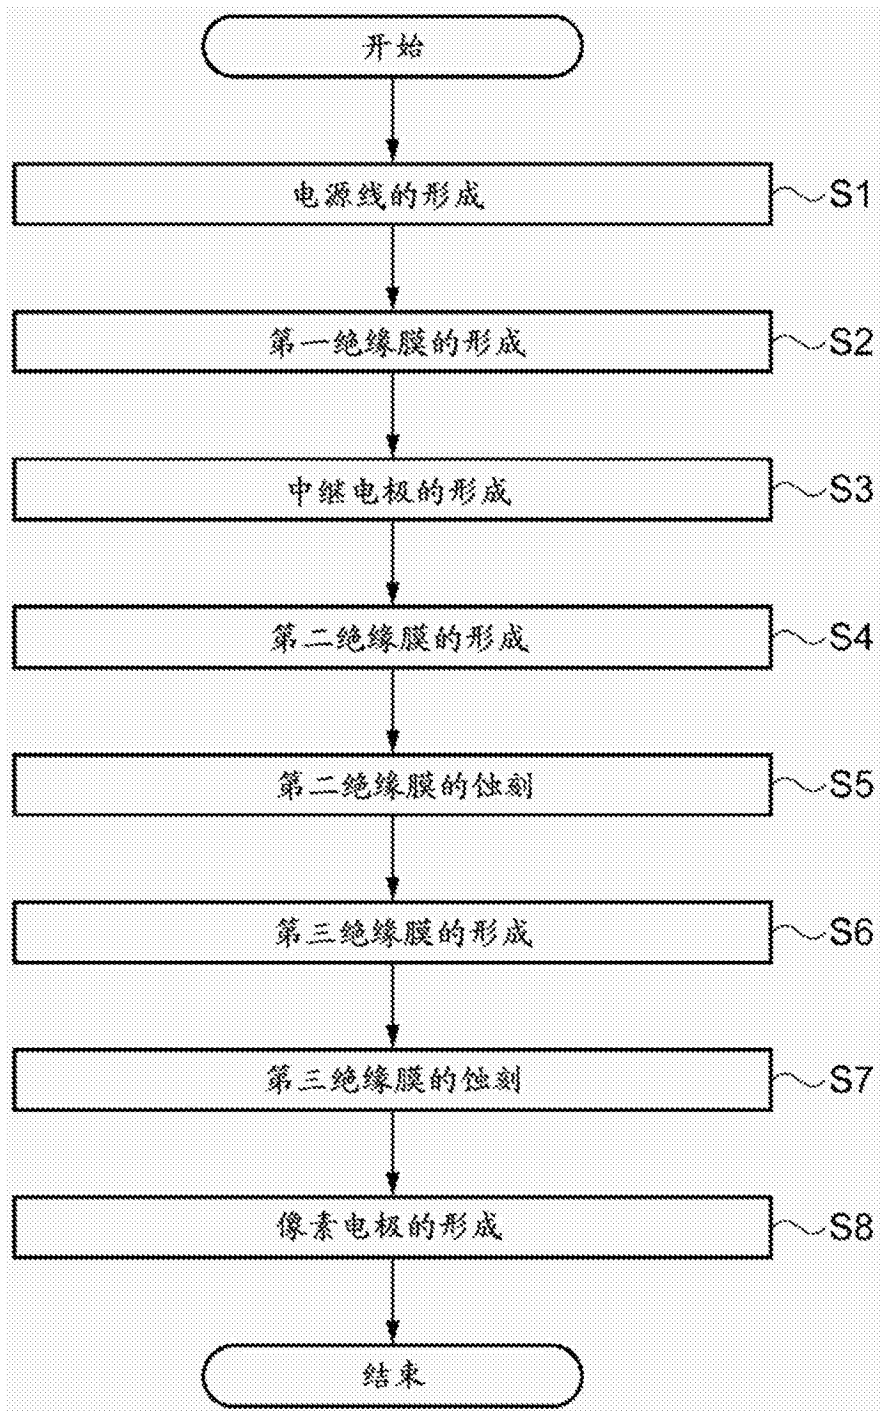 开始
电源线的形成 S1
第一绝缘膜的形成 S2
中继电极的形成 S3
第二绝缘膜的形成 S4
第二绝缘膜的蚀刻 S5
第三绝缘膜的形成 S6
第三绝缘膜的蚀刻 S7
像素电极的形成 S8
结束